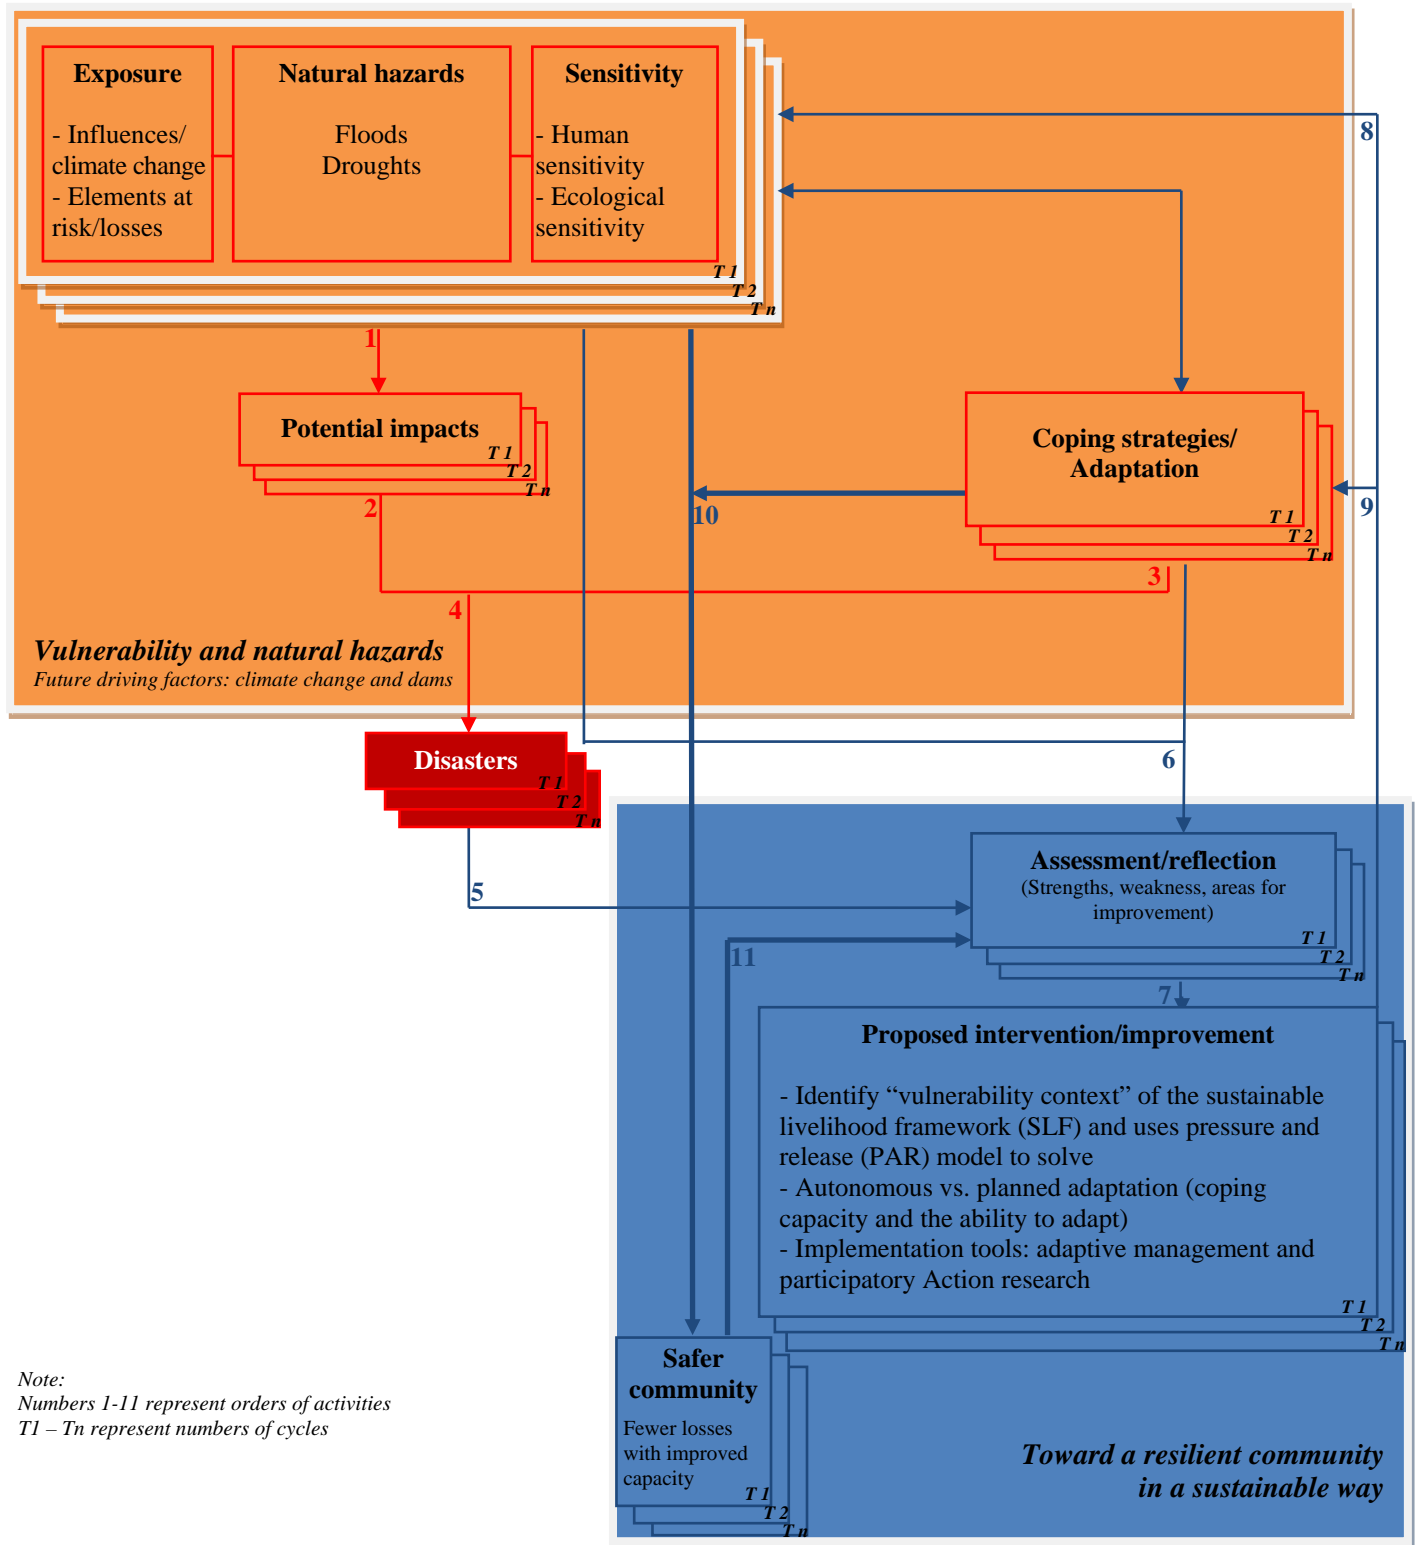 Exposure
- Influences/
climate change
- Elements at
risk/losses
Natural hazards
Floods
Droughts
Sensitivity
- Human
sensitivity
- Ecological
sensitivity
T 1
T 2
T n
8
1
Potential impacts
T 1
T 2
T n
Coping strategies/
Adaptation
T 1
T 2
T n
2
10
9
3
4
Vulnerability and natural hazards
Future driving factors: climate change and dams
Disasters
T 1
T 2
T n
6
5
Assessment/reflection
(Strengths, weakness, areas for
improvement)
T 1
T 2
T n
11
7
Proposed intervention/improvement
- Identify “vulnerability context” of the sustainable
livelihood framework (SLF) and uses pressure and
release (PAR) model to solve
- Autonomous vs. planned adaptation (coping
capacity and the ability to adapt)
- Implementation tools: adaptive management and
participatory Action research
T 1
T 2
T n
Safer
community
Fewer losses
with improved
capacity
T 1
T 2
T n
Note:
Numbers 1-11 represent orders of activities
T1 – Tn represent numbers of cycles
Toward a resilient community
in a sustainable way